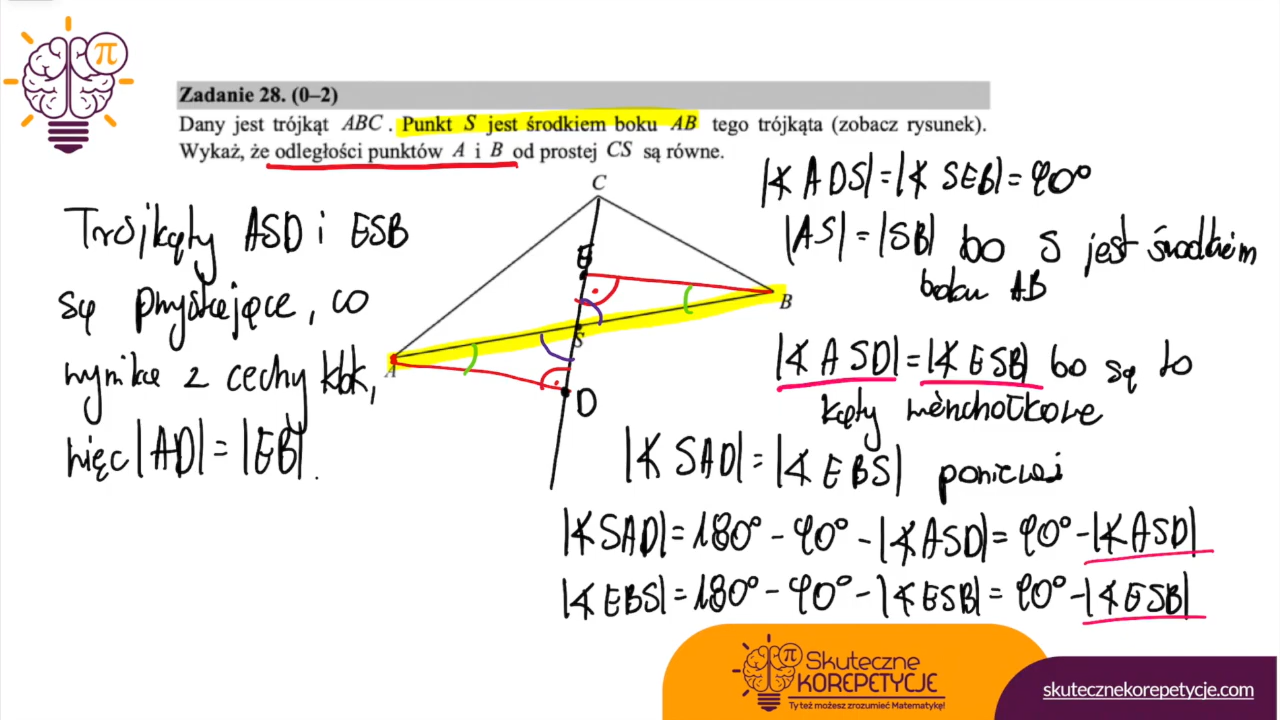 π
Zadanie 28. (0–2)
Dany jest trójkąt ABC. Punkt S jest środkiem boku AB tego trójkąta (zobacz rysunek).
Wykaż, że odległości punktów A i B od prostej CS są równe.
Trójkąty ASD i ESB
są przystające, co
wynika z cechy kbk,
więc |AD| = |EB|.
C
E
B
S
A
D
|∢ ADS| = |∢ SEB| = 90°
|AS| = |SB| bo S jest środkiem
boku AB
|∢ ASD| = |∢ ESB| bo są to
kąty wierzchołkowe
|∢ SAD| = |∢ EBS| ponieważ
|∢SAD| = 180° - 90° - |∢ASD| = 90° - |∢ASD|
|∢EBS| = 180° - 90° - |∢ESB| = 90° - |∢ESB|
π
Skuteczne
KOREPETYCJE
Ty też możesz zrozumieć Matematykę!
skutecznekorepetycje.com